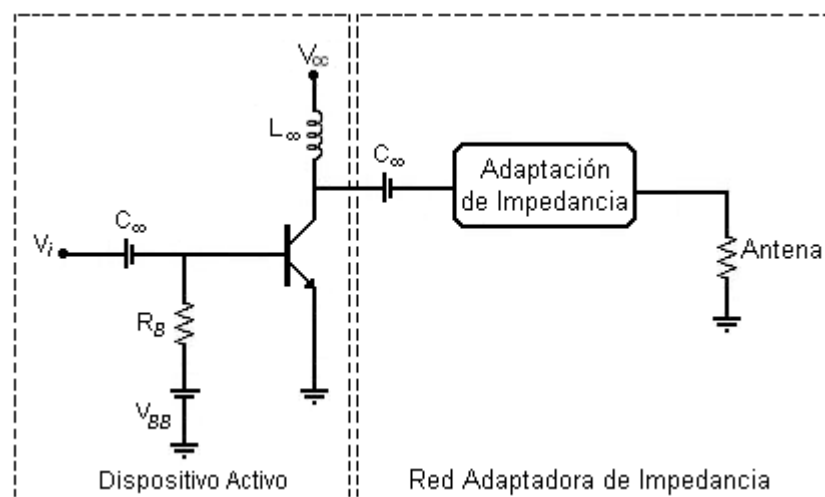 Vcc
L∞
C∞
Adaptación
de Impedancia
C∞
Vi
Antena
RB
VBB
Dispositivo Activo
Red Adaptadora de Impedancia